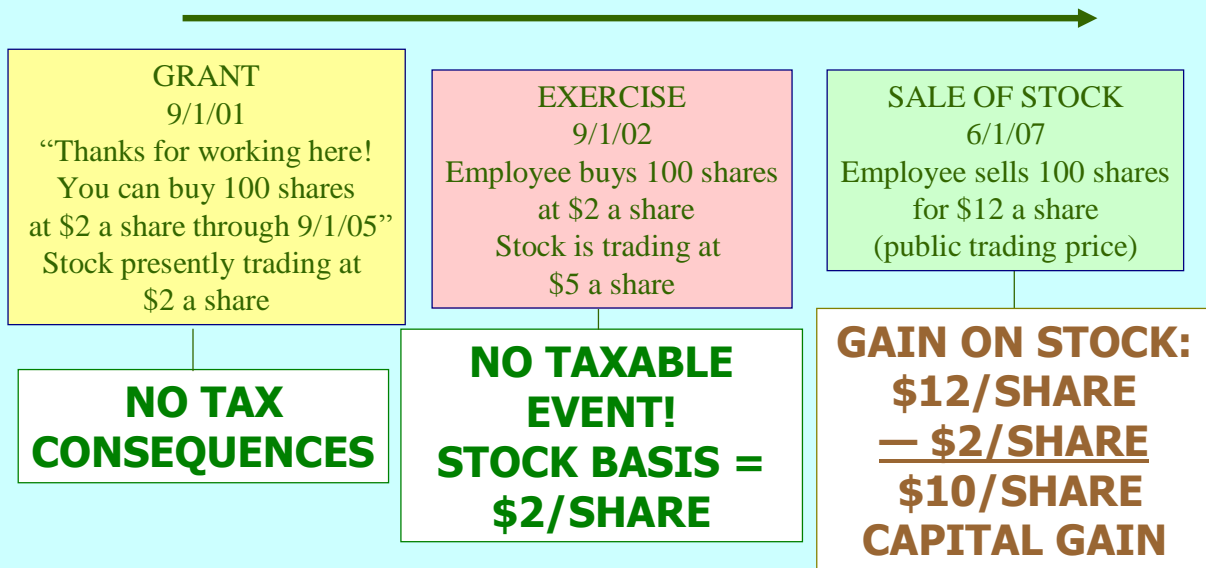 GRANT
9/1/01
“Thanks for working here!
You can buy 100 shares
at $2 a share through 9/1/05”
Stock presently trading at
$2 a share
NO TAX
CONSEQUENCES
EXERCISE
9/1/02
Employee buys 100 shares
at $2 a share
Stock is trading at
$5 a share
NO TAXABLE
EVENT!
STOCK BASIS =
$2/SHARE
SALE OF STOCK
6/1/07
Employee sells 100 shares
for $12 a share
(public trading price)
GAIN ON STOCK:
$12/SHARE
— $2/SHARE
$10/SHARE
CAPITAL GAIN